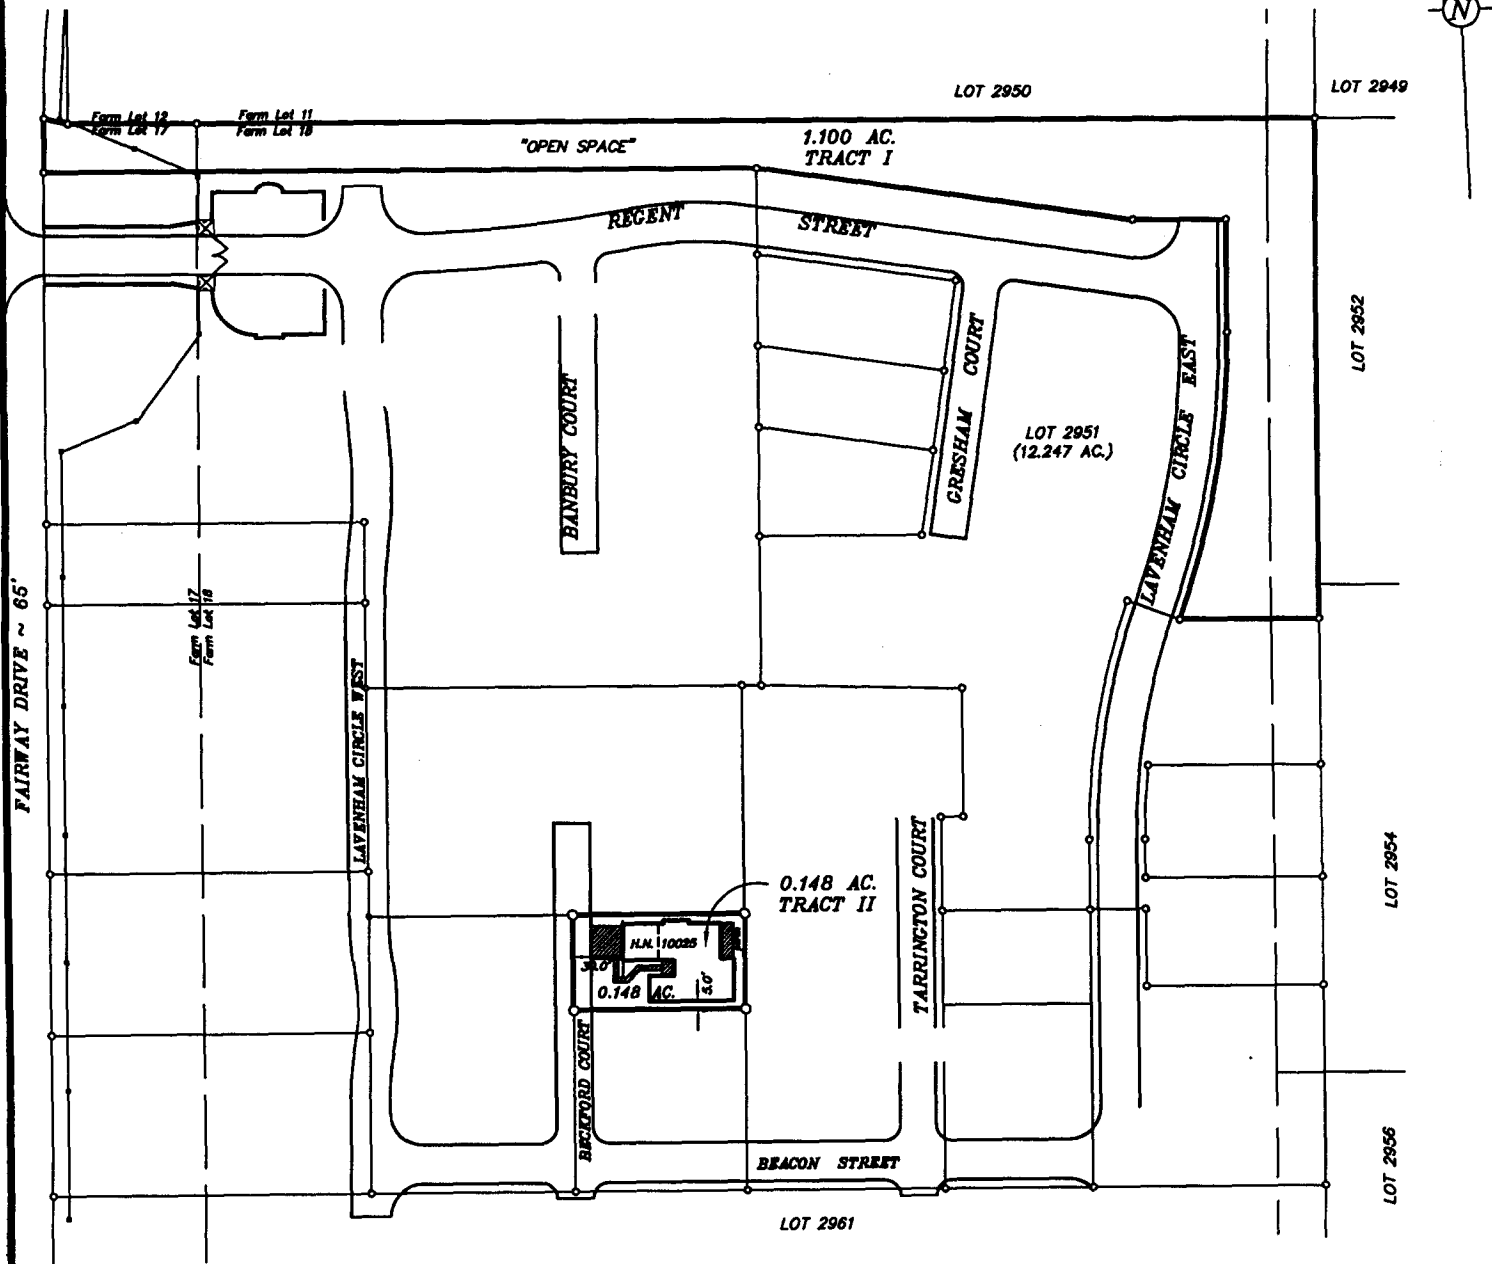 N
LOT 2950
LOT 2949
Farm Lot 12
Farm Lot 17
Farm Lot 11
Farm Lot 18
"OPEN SPACE"
1.100 AC.
TRACT I
REGENT STREET
LOT 2952
BANBURY COURT
GRESHAM COURT
LOT 2951
(12.247 AC.)
LAVENHAM CIRCLE EAST
FAIRWAY DRIVE ~ 65'
Farm Lot 17
Farm Lot 18
LAVENHAM CIRCLE WEST
0.148 AC.
TRACT II
H.N. 10025
0.148 AC.
5.0'
TARRINGTON COURT
LOT 2954
BECKFORD COURT
BEACON STREET
LOT 2956
LOT 2961